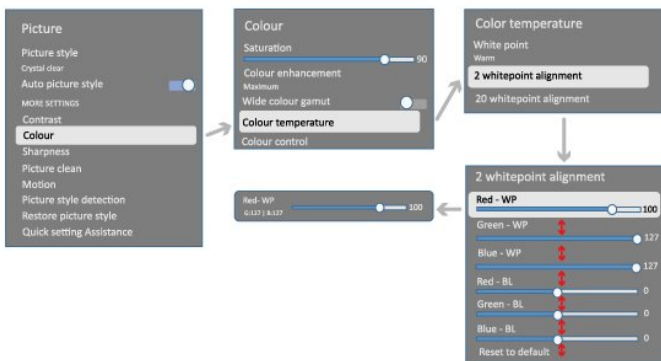 Picture
Picture style
Crystal clear
Auto picture style
MORE SETTINGS
Contrast
Colour
Sharpness
Picture clean
Motion
Picture style detection
Restore picture style
Quick setting Assistance
Colour
Saturation
90
Colour enhancement
Maximum
Wide colour gamut
Colour temperature
Colour control
Color temperature
White point
Warm
2 whitepoint alignment
20 whitepoint alignment
2 whitepoint alignment
Red - WP
100
Green - WP
127
Blue - WP
127
Red - BL
0
Green - BL
0
Blue - BL
0
Reset to default
Red- WP
G:127 | B:127
100